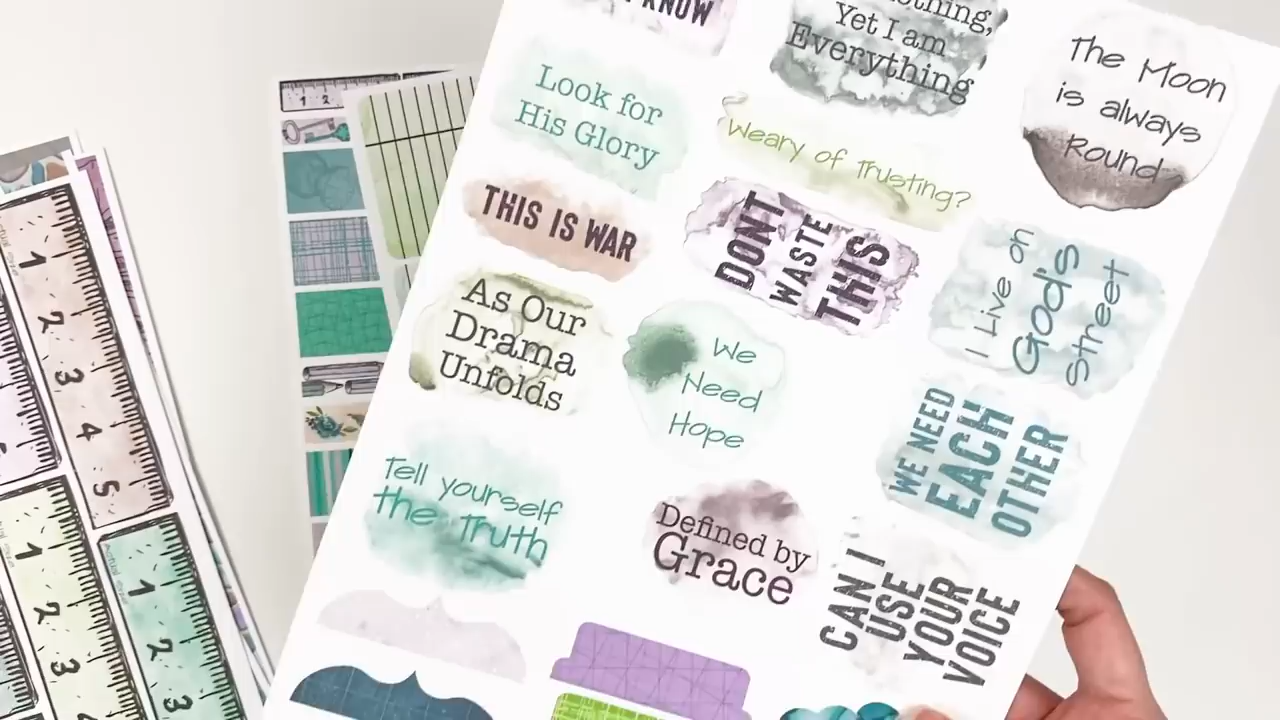 KNOW
Yet I am
Everything
The Moon
is always
Round
Look for
His Glory
Weary of Trusting?
THIS IS WAR
DONT
WASTE
THIS
I Live on
God's
Street
As Our
Drama
Unfolds
We
Need
Hope
WE NEED
EACH
OTHER
Tell yourself
the Truth
Defined by
Grace
CAN I
USE
YOUR
VOICE
1 2
1
2
3
4
5
1
2
3
1
2
3